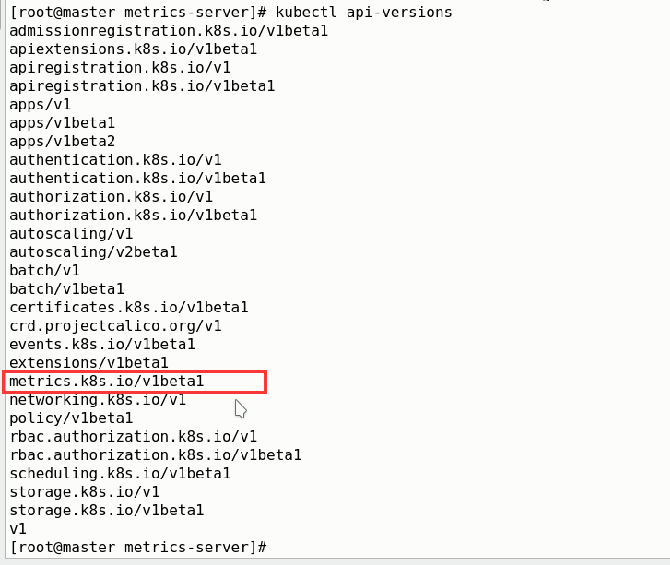 [root@master metrics-server]# kubectl api-versions
admissionregistration.k8s.io/v1beta1
apiextensions.k8s.io/v1beta1
apiregistration.k8s.io/v1
apiregistration.k8s.io/v1beta1
apps/v1
apps/v1beta1
apps/v1beta2
authentication.k8s.io/v1
authentication.k8s.io/v1beta1
authorization.k8s.io/v1
authorization.k8s.io/v1beta1
autoscaling/v1
autoscaling/v2beta1
batch/v1
batch/v1beta1
certificates.k8s.io/v1beta1
crd.projectcalico.org/v1
events.k8s.io/v1beta1
extensions/v1beta1
metrics.k8s.io/v1beta1
networking.k8s.io/v1
policy/v1beta1
rbac.authorization.k8s.io/v1
rbac.authorization.k8s.io/v1beta1
scheduling.k8s.io/v1beta1
storage.k8s.io/v1
storage.k8s.io/v1beta1
v1
[root@master metrics-server]#